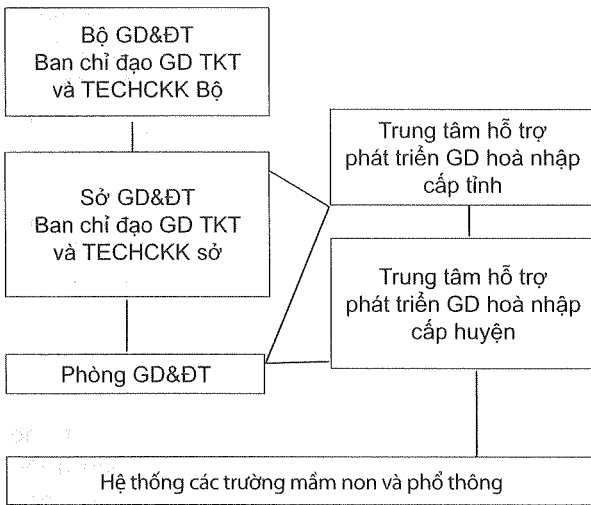 Bộ GD&ĐT
Ban chỉ đạo GD TKT
và TECHCKK Bộ
Trung tâm hỗ trợ
phát triển GD hoà nhập
cấp tỉnh
Sở GD&ĐT
Ban chỉ đạo GD TKT
và TECHCKK sở
Trung tâm hỗ trợ
phát triển GD hoà nhập
cấp huyện
Phòng GD&ĐT
Hệ thống các trường mầm non và phổ thông